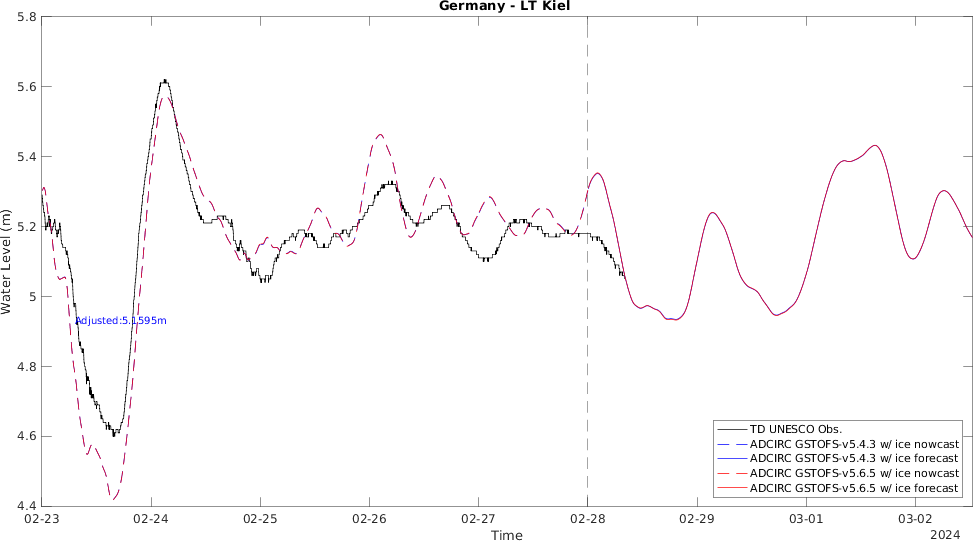 Germany - LT Kiel
5.8
5.6
5.4
5.2
5
4.8
4.6
4.4
Water Level (m)
Adjusted:5.1595m
TD UNESCO Obs.
ADCIRC GSTOFS-v5.4.3 w/ ice nowcast
ADCIRC GSTOFS-v5.4.3 w/ ice forecast
ADCIRC GSTOFS-v5.6.5 w/ ice nowcast
ADCIRC GSTOFS-v5.6.5 w/ ice forecast
02-23 02-24 02-25 02-26 02-27 02-28 02-29 03-01 03-02
Time
2024